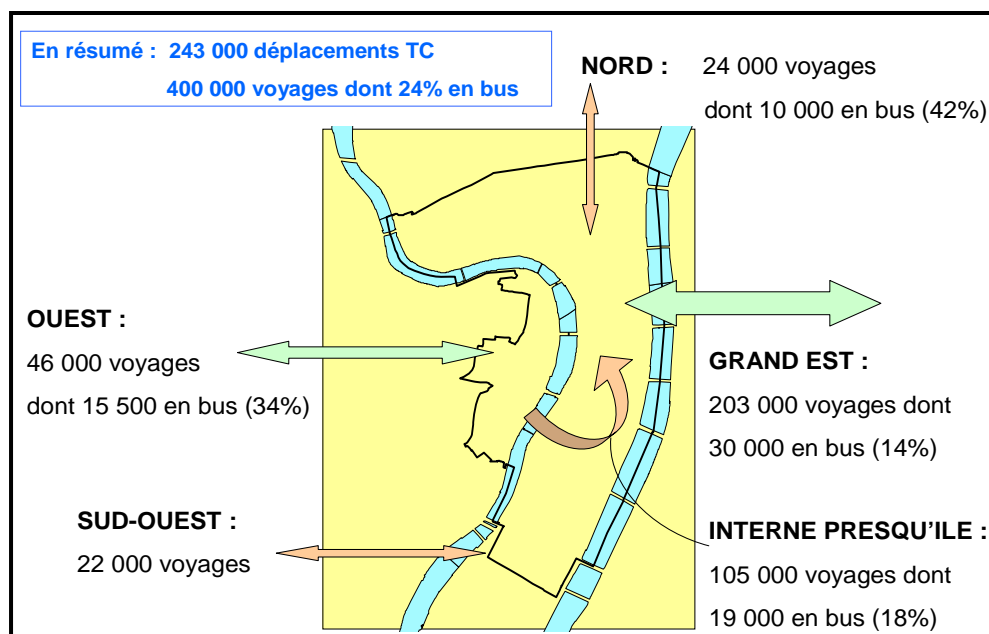 En résumé : 243 000 déplacements TC
400 000 voyages dont 24% en bus
NORD : 24 000 voyages
dont 10 000 en bus (42%)
OUEST :
46 000 voyages
dont 15 500 en bus (34%)
GRAND EST :
203 000 voyages dont
30 000 en bus (14%)
SUD-OUEST :
22 000 voyages
INTERNE PRESQU'ILE :
105 000 voyages dont
19 000 en bus (18%)